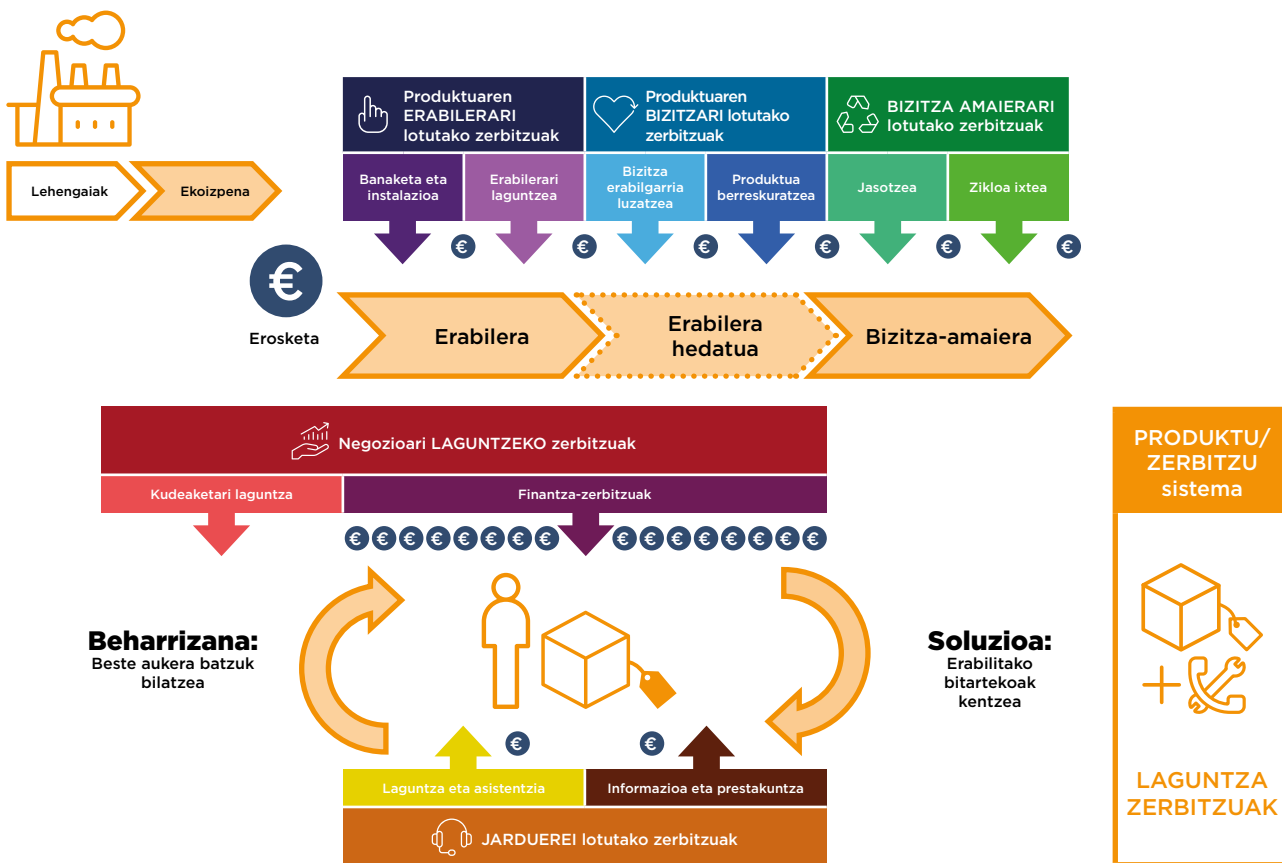 Produktuaren
ERABILERARI
lotutako zerbitzuak
Produktuaren
BIZITZARI lotutako
zerbitzuak
BIZITZA AMAIERARI
lotutako zerbitzuak
Lehengaiak
Ekoizpena
Banaketa eta
instalazioa
Erabilerari
laguntzea
Bizitza
erabilgarria
luzatzea
Produktua
berreskuratzea
Jasotzea
Zikloa ixtea
€ € € € € €
€
Erosketa
Erabilera
Erabilera
hedatua
Bizitza-amaiera
Negozioari LAGUNTZEKO zerbitzuak
Kudeaketari laguntza
Finantza-zerbitzuak
€ € € € € € € € € € € € € € € €
Beharrizana:
Beste aukera batzuk
bilatzea
Soluzioa:
Erabilitako
bitartekoak
kentzea
€ €
Laguntza eta asistentzia
Informazioa eta prestakuntza
JARDUEREI lotutako zerbitzuak
PRODUKTU/
ZERBITZU
sistema
LAGUNTZA
ZERBITZUAK